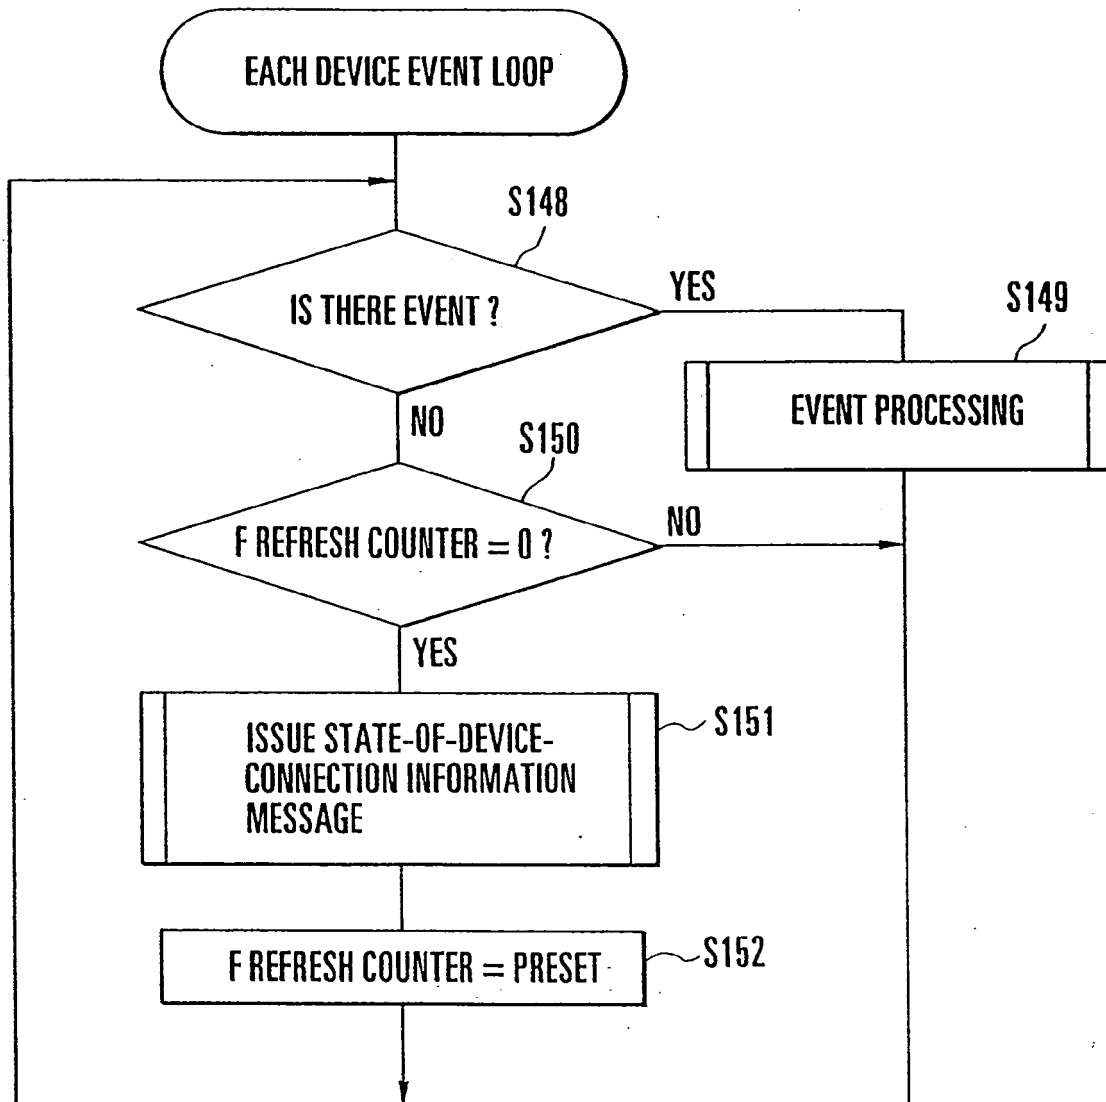 EACH DEVICE EVENT LOOP
S148
IS THERE EVENT ?
YES
S149
EVENT PROCESSING
NO
S150
F REFRESH COUNTER = 0 ?
NO
YES
ISSUE STATE-OF-DEVICE-
CONNECTION INFORMATION
MESSAGE
S151
F REFRESH COUNTER = PRESET
S152